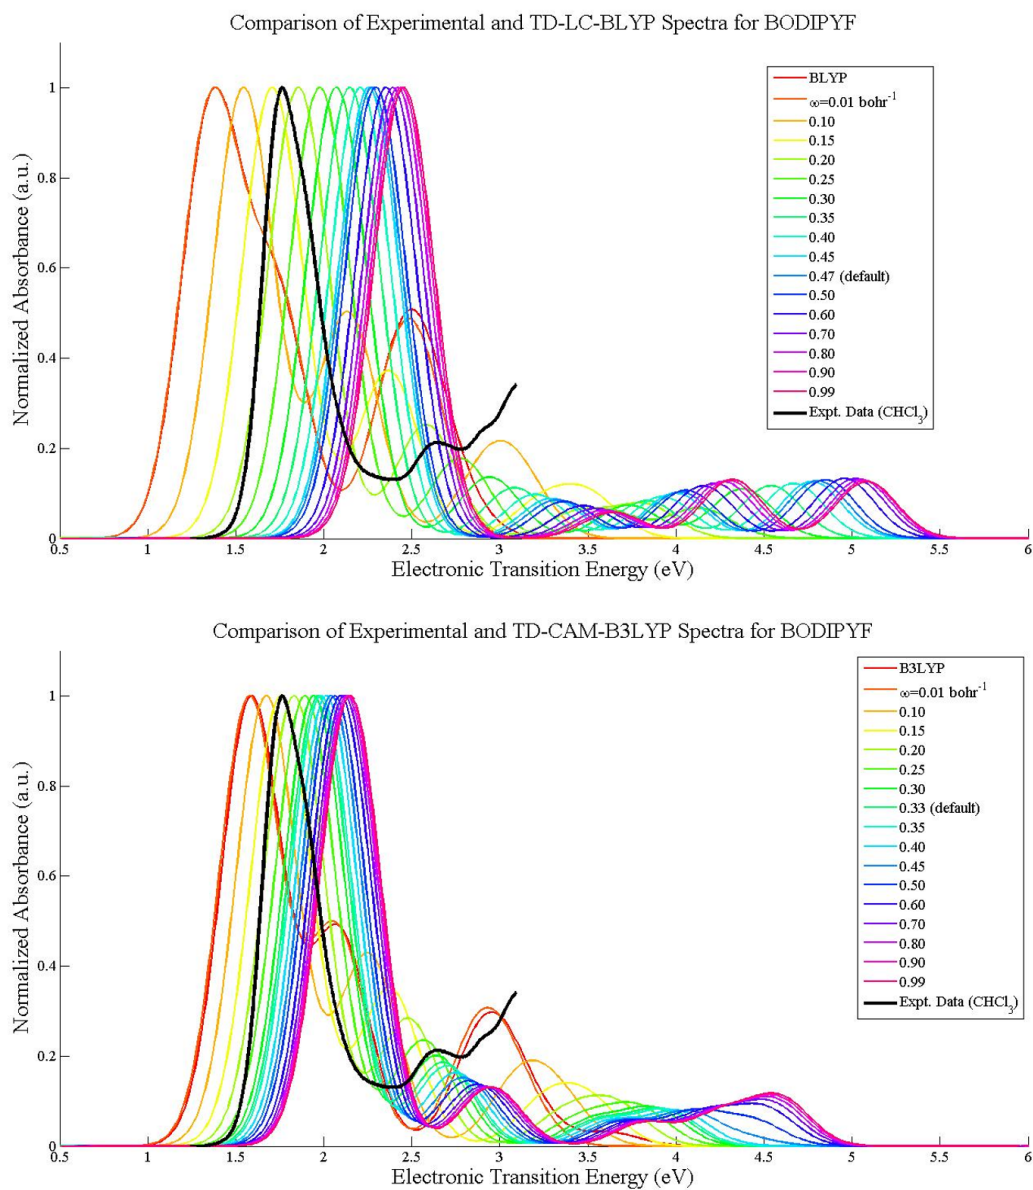 Comparison of Experimental and TD-LC-BLYP Spectra for BODIPYF
Normalized Absorbance (a.u.)
1
0.8
0.6
0.4
0.2
0
0.5 1 1.5 2 2.5 3 3.5 4 4.5 5 5.5 6
Electronic Transition Energy (eV)
BLYP
ω=0.01 bohr⁻¹
0.10
0.15
0.20
0.25
0.30
0.35
0.40
0.45
0.47 (default)
0.50
0.60
0.70
0.80
0.90
0.99
Expt. Data (CHCl₃)
Comparison of Experimental and TD-CAM-B3LYP Spectra for BODIPYF
Normalized Absorbance (a.u.)
1
0.8
0.6
0.4
0.2
0
0.5 1 1.5 2 2.5 3 3.5 4 4.5 5 5.5 6
Electronic Transition Energy (eV)
B3LYP
ω=0.01 bohr⁻¹
0.10
0.15
0.20
0.25
0.30
0.33 (default)
0.35
0.40
0.45
0.50
0.60
0.70
0.80
0.90
0.99
Expt. Data (CHCl₃)